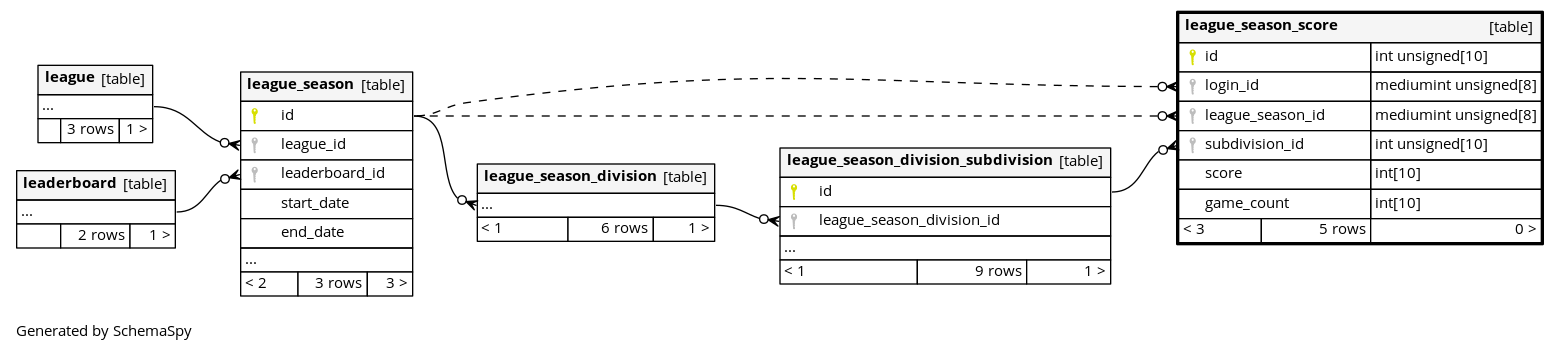 league [table]
...
3 rows 1 >
leaderboard [table]
...
2 rows 1 >
league_season [table]
id
league_id
leaderboard_id
start_date
end_date
...
< 2 3 rows 3 >
league_season_division [table]
...
< 1 6 rows 1 >
league_season_division_subdivision [table]
id
league_season_division_id
...
< 1 9 rows 1 >
league_season_score [table]
id int unsigned[10]
login_id mediumint unsigned[8]
league_season_id mediumint unsigned[8]
subdivision_id int unsigned[10]
score int[10]
game_count int[10]
< 3 5 rows 0 >
Generated by SchemaSpy